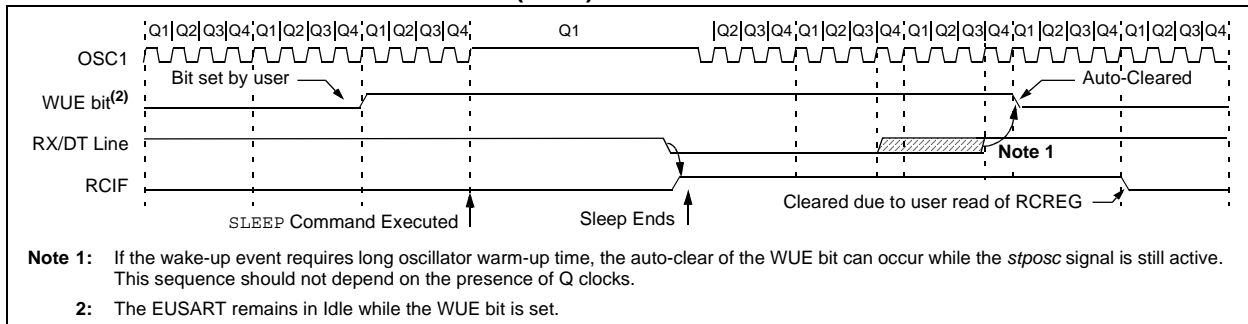 Q1 Q2 Q3 Q4 Q1 Q2 Q3 Q4 Q1 Q2 Q3 Q4 Q1 Q2 Q3 Q4 Q1 Q2 Q3 Q4 Q1 Q2 Q3 Q4 Q1 Q2 Q3 Q4 Q1 Q2 Q3 Q4
OSC1
Bit set by user
Auto-Cleared
WUE bit(2)
RX/DT Line
Note 1
RCIF
Cleared due to user read of RCREG
SLEEP Command Executed
Sleep Ends
Note 1: If the wake-up event requires long oscillator warm-up time, the auto-clear of the WUE bit can occur while the stposc signal is still active.
This sequence should not depend on the presence of Q clocks.
2: The EUSART remains in Idle while the WUE bit is set.